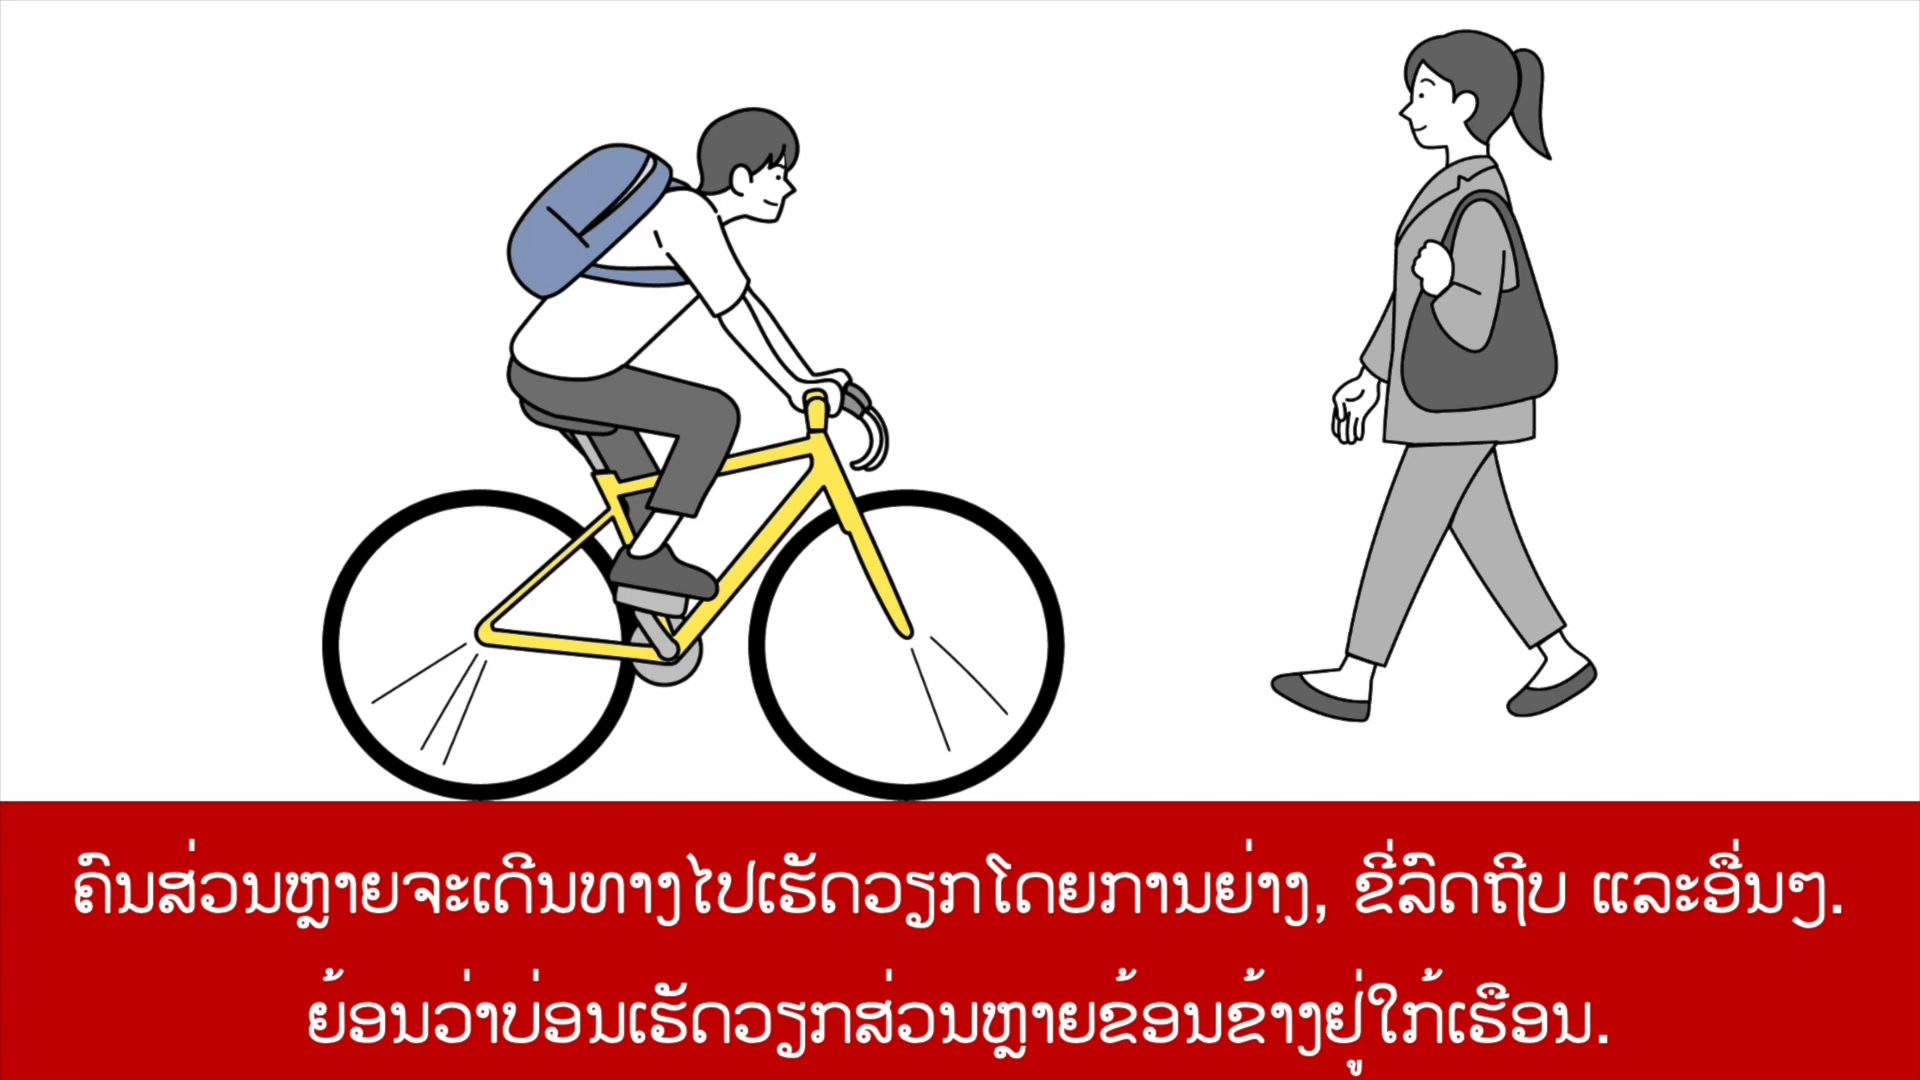 ຄົນສ່ວນຫຼາຍຈະເດີນທາງໄປເຮັດວຽກໂດຍການຍ່າງ, ຂີ່ລົດຖີບ ແລະອື່ນໆ.
ຍ້ອນວ່າບ່ອນເຮັດວຽກສ່ວນຫຼາຍຂ້ອນຂ້າງຢູ່ໃກ້ເຮືອນ.